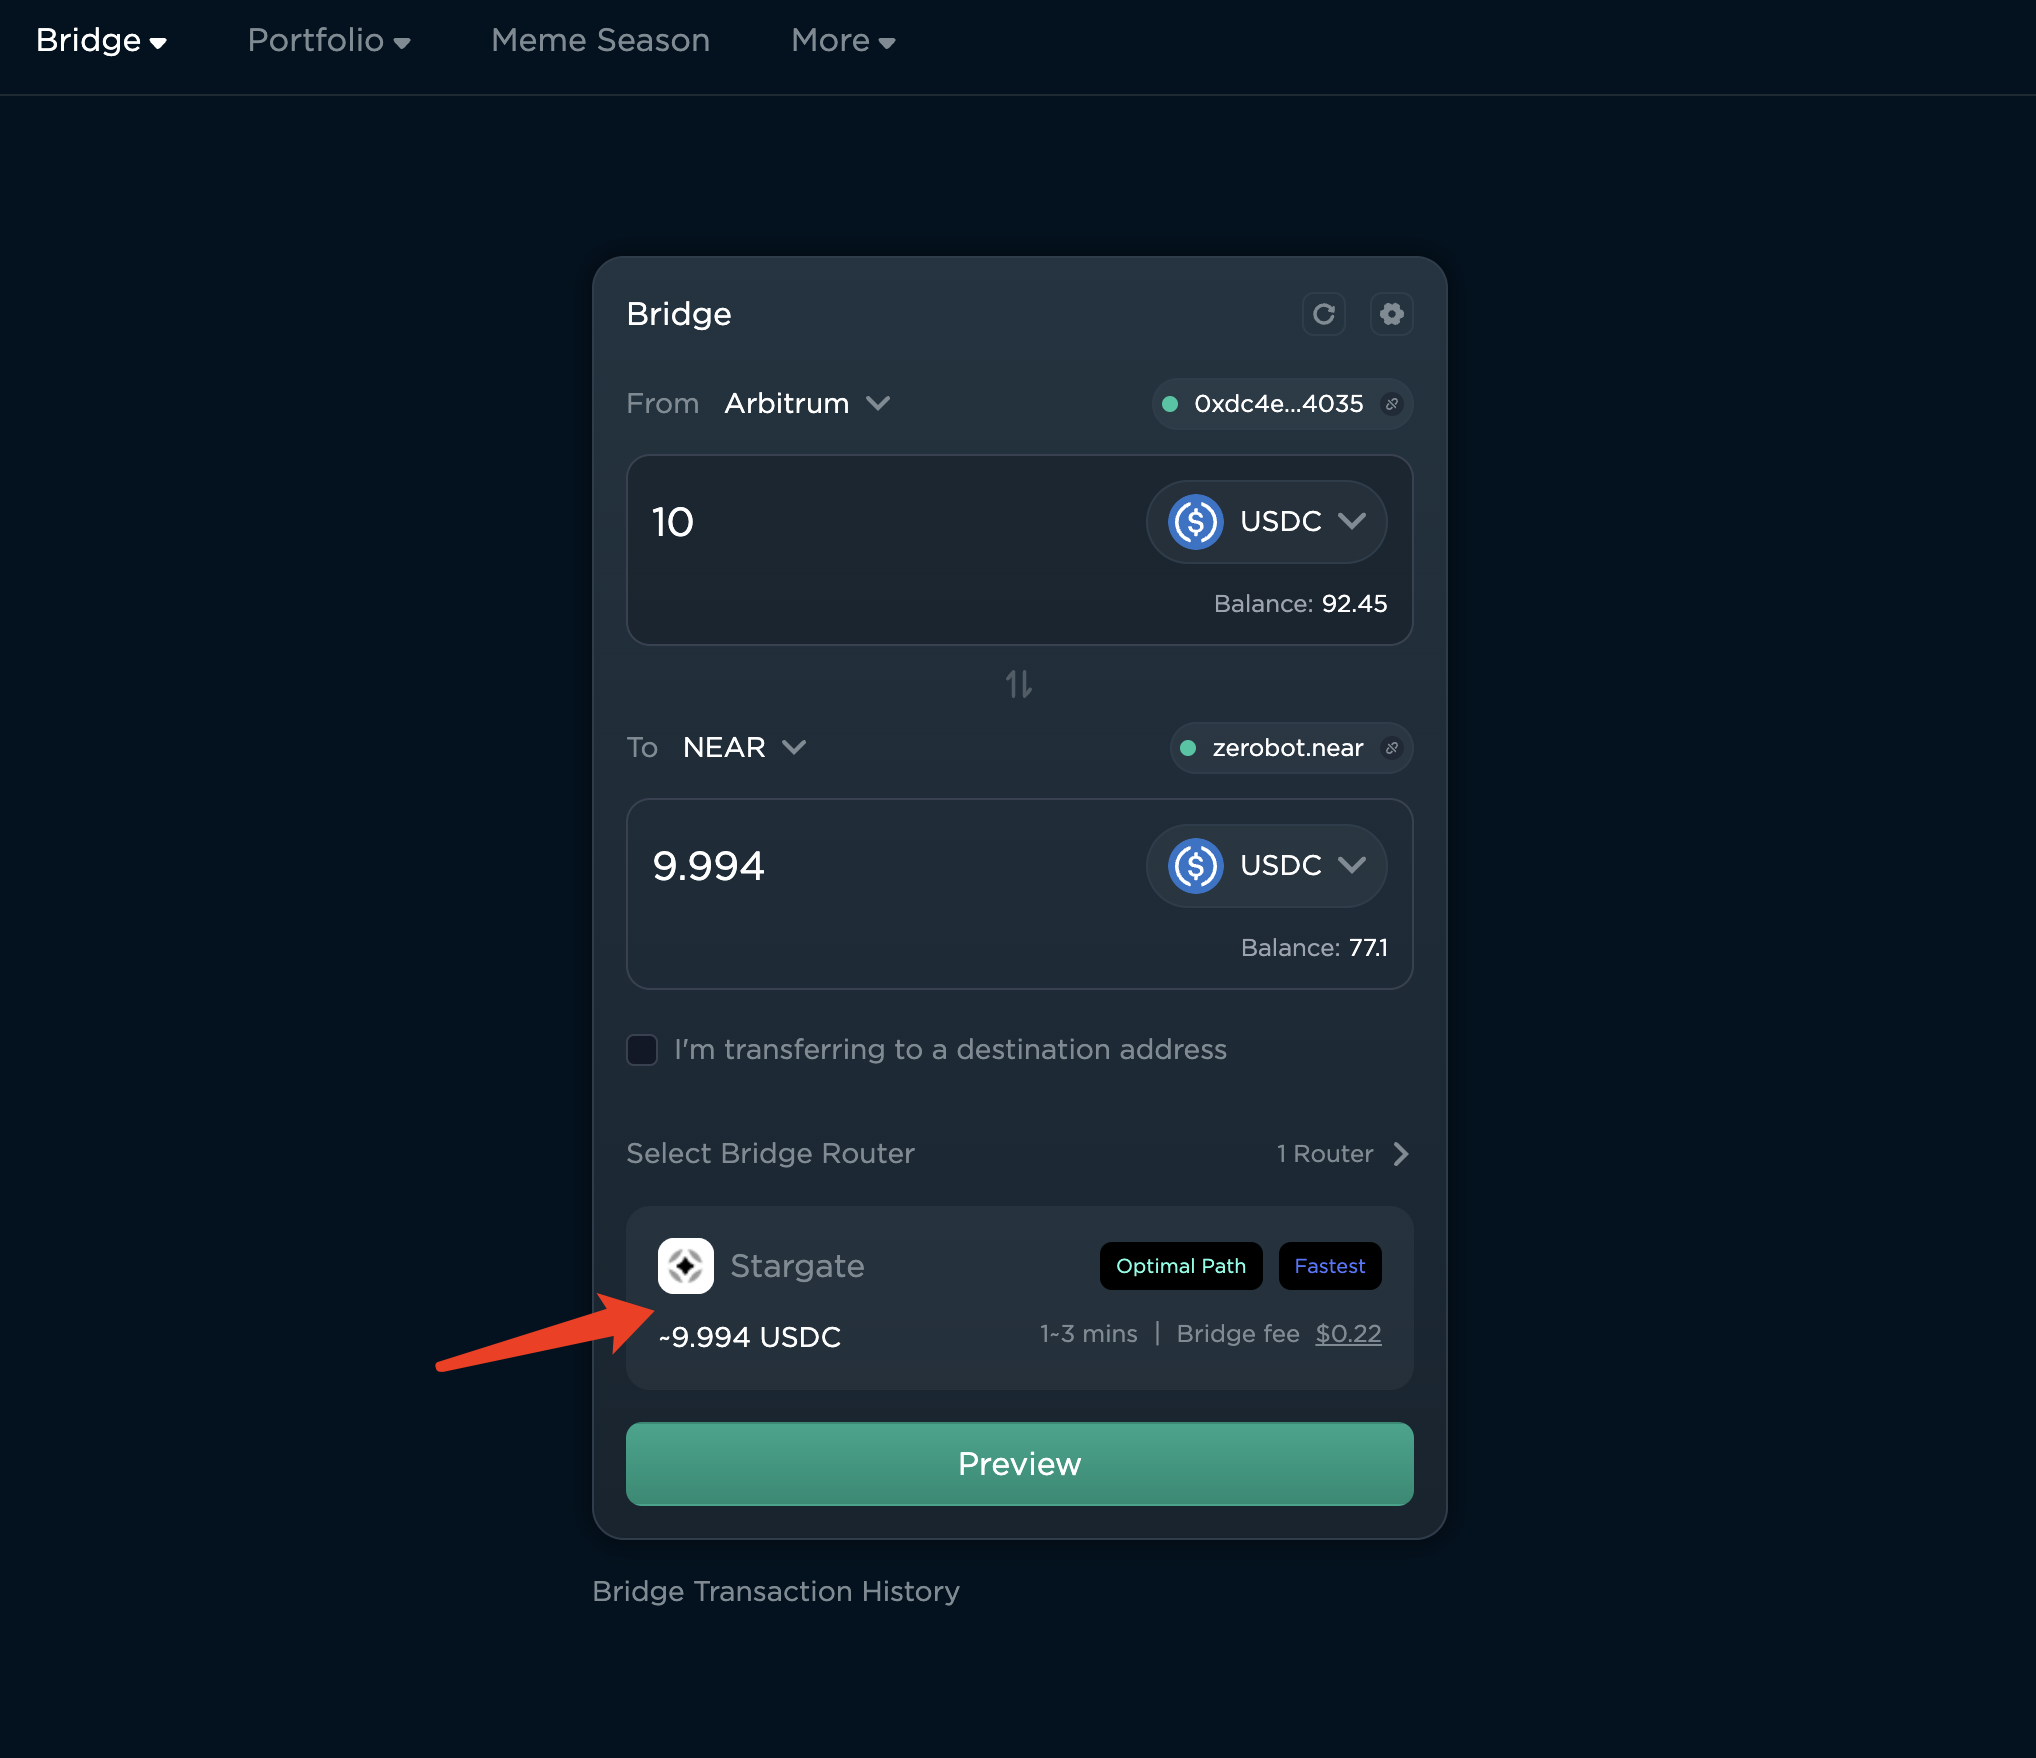 Bridge Portfolio Meme Season More
Bridge
From Arbitrum 0xdc4e...4035
10 USDC
Balance: 92.45
To NEAR zerobot.near
9.994 USDC
Balance: 77.1
I'm transferring to a destination address
Select Bridge Router 1 Router
Stargate Optimal Path Fastest
~9.994 USDC 1~3 mins | Bridge fee $0.22
Preview
Bridge Transaction History